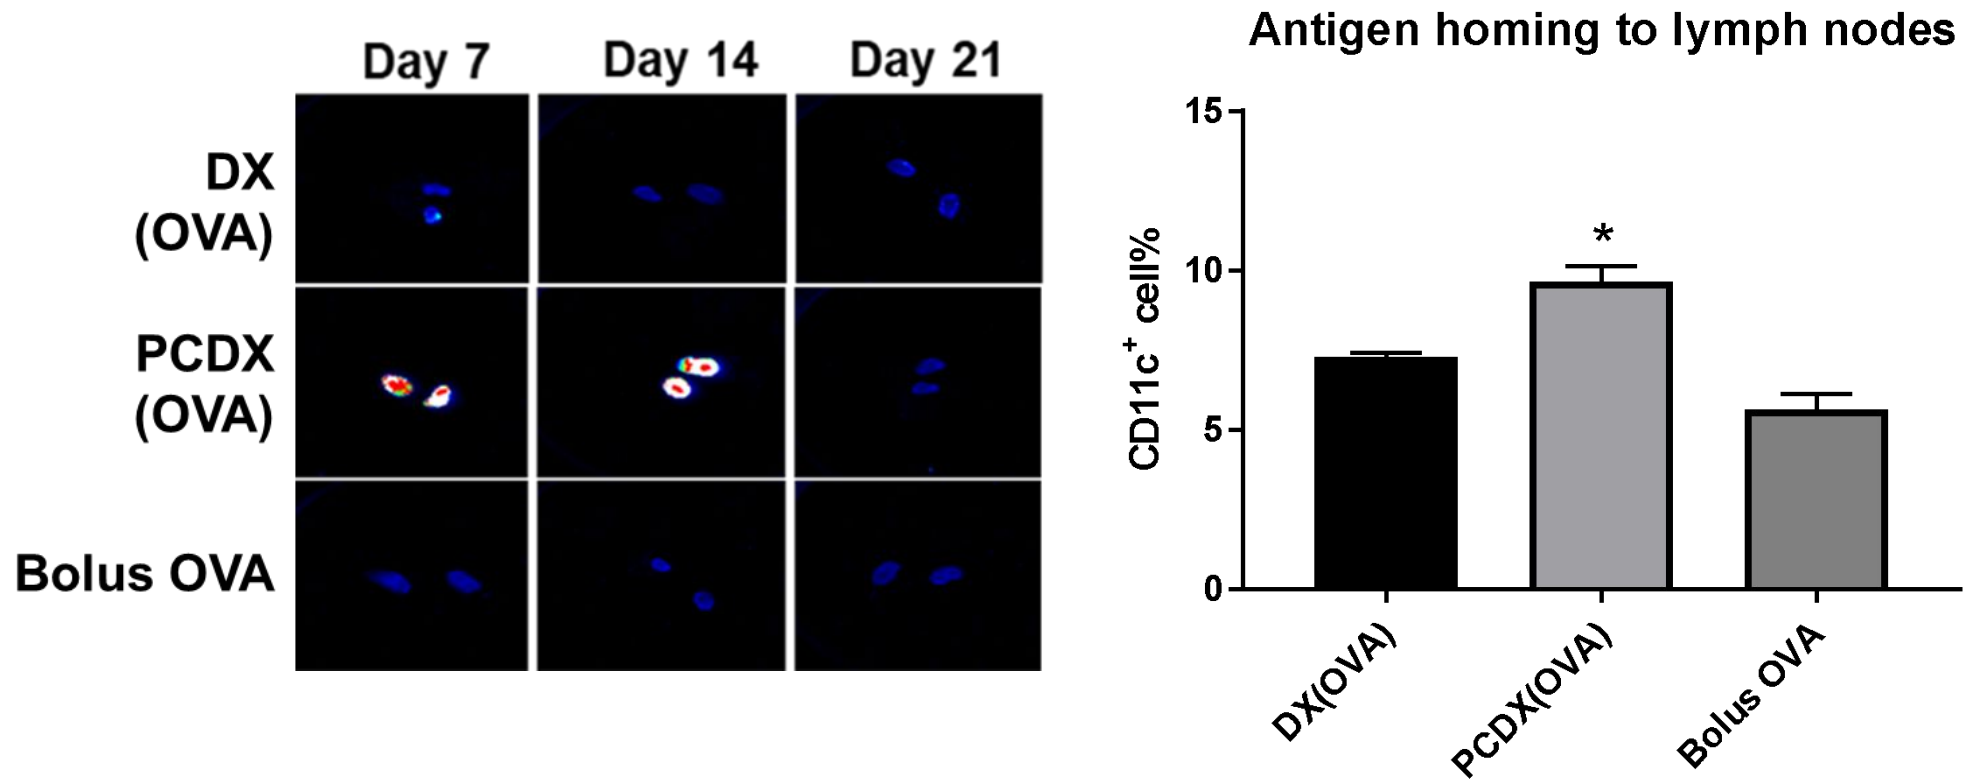 Day 7 Day 14 Day 21
DX
(OVA)
PCDX
(OVA)
Bolus OVA
Antigen homing to lymph nodes
CD11c+ cell%
15
10
5
0
*
DX(OVA)
PCDX(OVA)
Bolus OVA